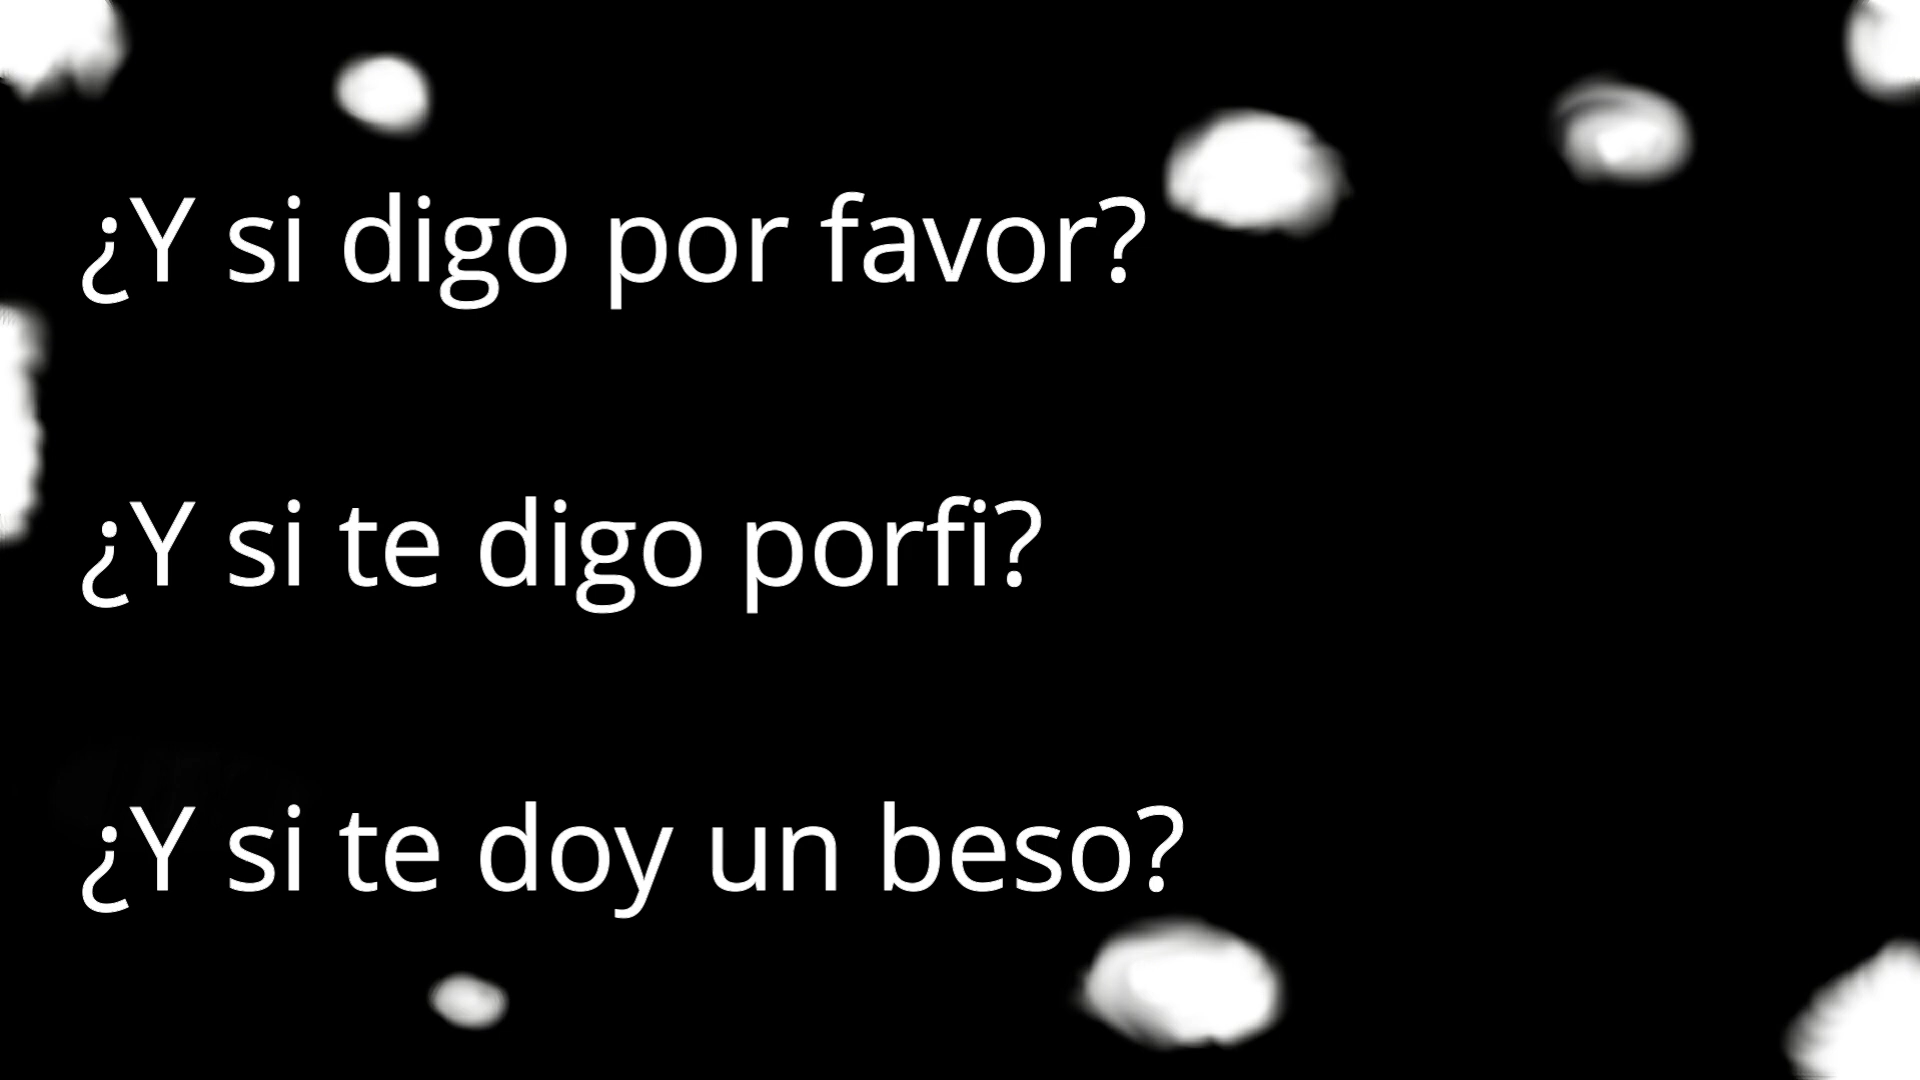 ¿Y si digo por favor?
¿Y si te digo porfi?
¿Y si te doy un beso?